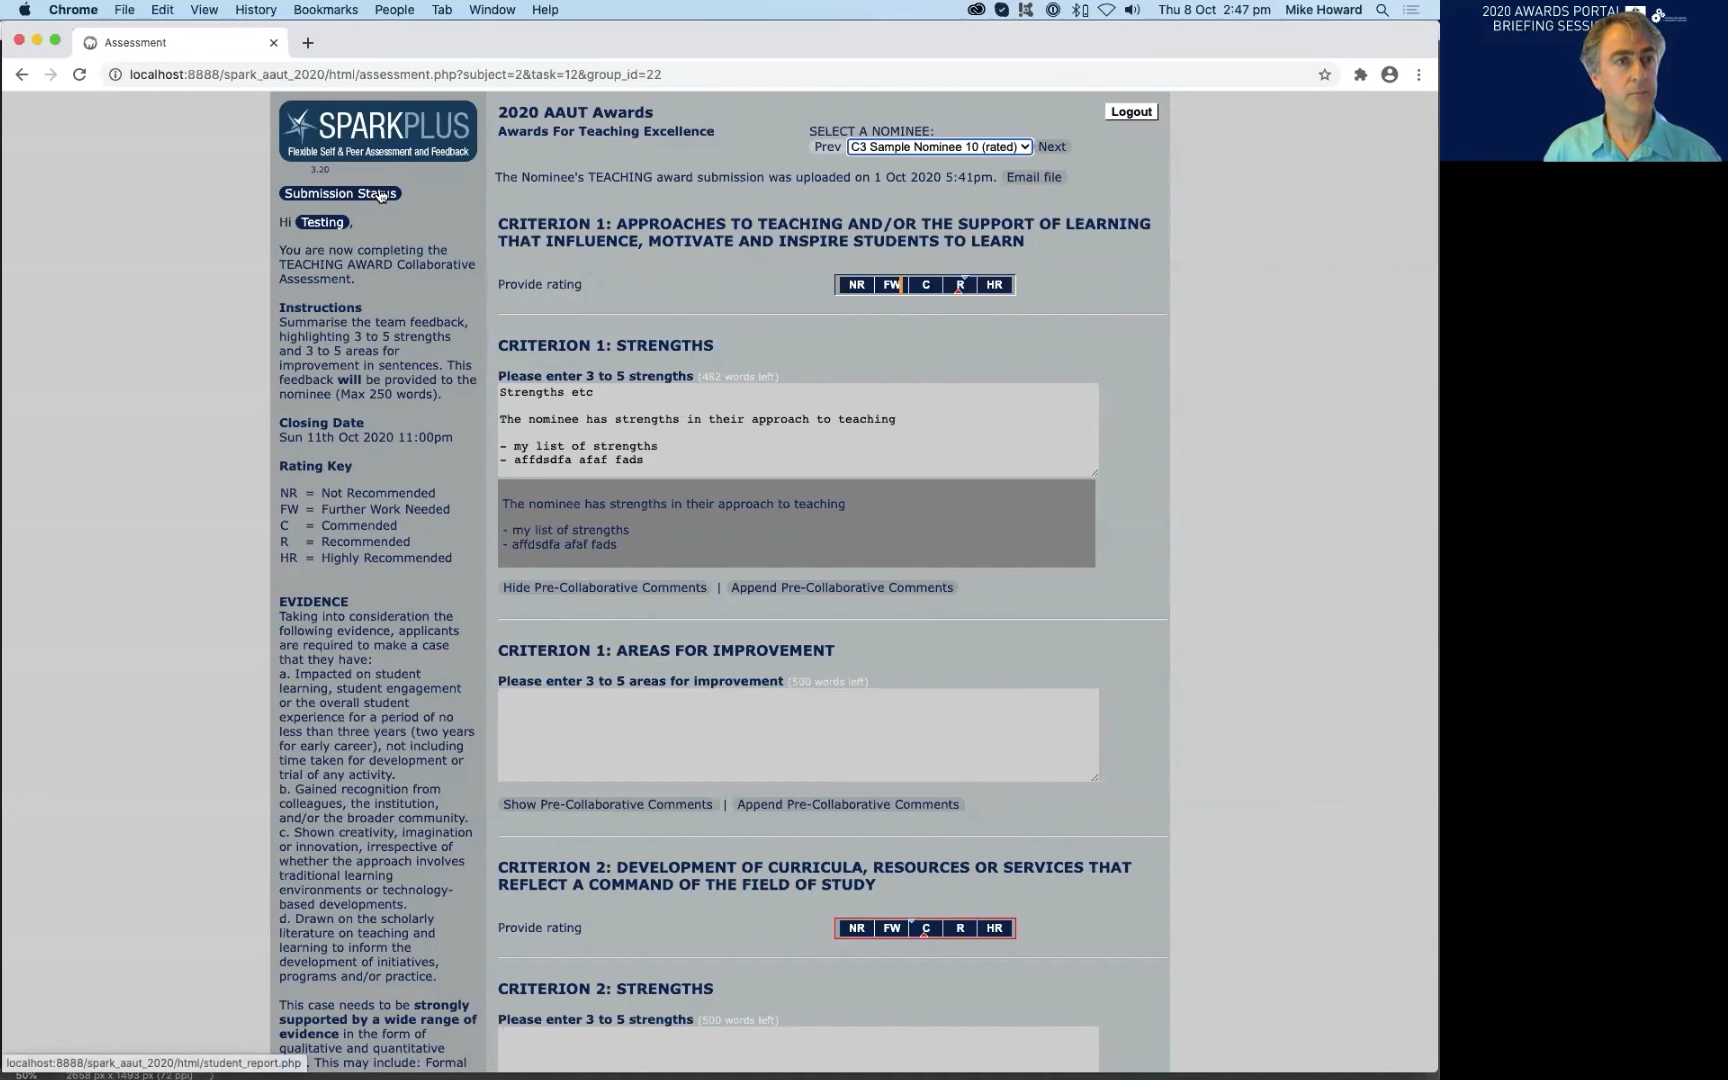 Chrome File Edit View History Bookmarks People Tab Window Help
Thu 8 Oct 2:47 pm Mike Howard
2020 AWARDS PORTAL
BRIEFING SESS
Assessment
localhost:8888/spark_aaut_2020/html/assessment.php?subject=2&task=12&group_id=22
SPARKPLUS
Flexible Self & Peer Assessment and Feedback
3.20
Submission Status
Hi Testing,
You are now completing the
TEACHING AWARD Collaborative
Assessment.
Instructions
Summarise the team feedback,
highlighting 3 to 5 strengths
and 3 to 5 areas for
improvement in sentences. This
feedback will be provided to the
nominee (Max 250 words).
Closing Date
Sun 11th Oct 2020 11:00pm
Rating Key
NR = Not Recommended
FW = Further Work Needed
C = Commended
R = Recommended
HR = Highly Recommended
EVIDENCE
Taking into consideration the
following evidence, applicants
are required to make a case
that they have:
a. Impacted on student
learning, student engagement
or the overall student
experience for a period of no
less than three years (two years
for early career), not including
time taken for development or
trial of any activity.
b. Gained recognition from
colleagues, the institution,
and/or the broader community.
c. Shown creativity, imagination
or innovation, irrespective of
whether the approach involves
traditional learning
environments or technology-
based developments.
d. Drawn on the scholarly
literature on teaching and
learning to inform the
development of initiatives,
programs and/or practice.
This case needs to be strongly
supported by a wide range of
evidence in the form of
qualitative and quantitative
. This may include: Formal
localhost:8888/spark_aaut_2020/html/student_report.php
50% 2658 px x 1493 px (72 ppi)
2020 AAUT Awards
Awards For Teaching Excellence
SELECT A NOMINEE:
Prev C3 Sample Nominee 10 (rated) Next
Logout
The Nominee's TEACHING award submission was uploaded on 1 Oct 2020 5:41pm. Email file
CRITERION 1: APPROACHES TO TEACHING AND/OR THE SUPPORT OF LEARNING
THAT INFLUENCE, MOTIVATE AND INSPIRE STUDENTS TO LEARN
Provide rating NR FW C R HR
CRITERION 1: STRENGTHS
Please enter 3 to 5 strengths (482 words left)
Strengths etc
The nominee has strengths in their approach to teaching
- my list of strengths
- affdsdfa afaf fads
The nominee has strengths in their approach to teaching
- my list of strengths
- affdsdfa afaf fads
Hide Pre-Collaborative Comments | Append Pre-Collaborative Comments
CRITERION 1: AREAS FOR IMPROVEMENT
Please enter 3 to 5 areas for improvement (500 words left)
Show Pre-Collaborative Comments | Append Pre-Collaborative Comments
CRITERION 2: DEVELOPMENT OF CURRICULA, RESOURCES OR SERVICES THAT
REFLECT A COMMAND OF THE FIELD OF STUDY
Provide rating NR FW C R HR
CRITERION 2: STRENGTHS
Please enter 3 to 5 strengths (500 words left)